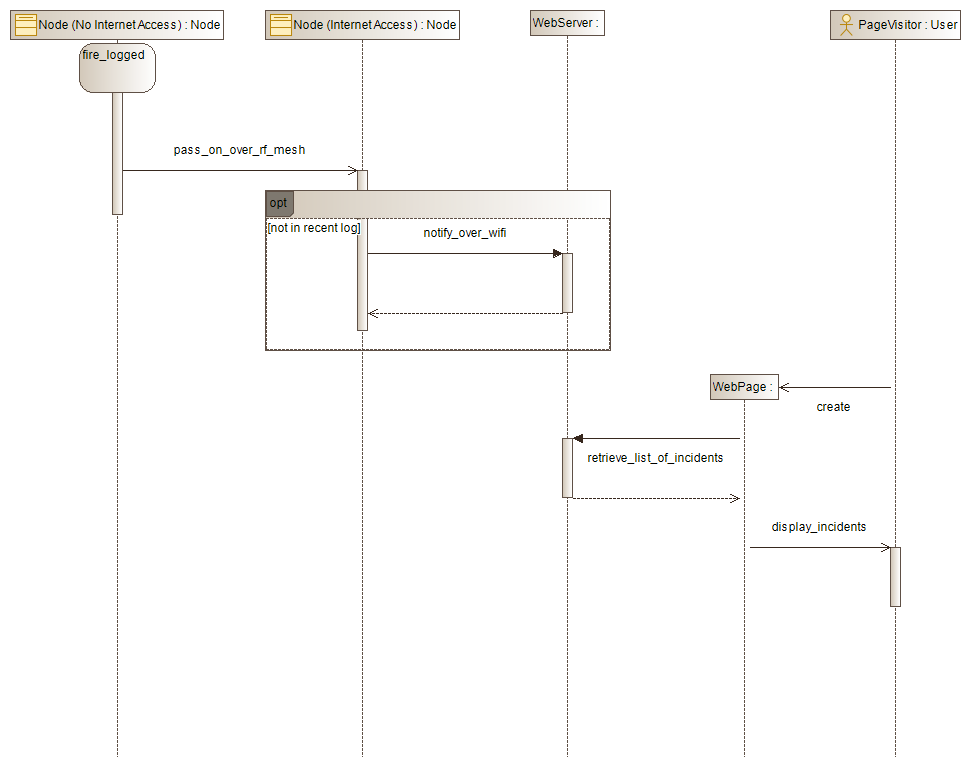 Node (No Internet Access) : Node
Node (Internet Access) : Node
WebServer :
PageVisitor : User
fire_logged
pass_on_over_rf_mesh
opt
[not in recent log]
notify_over_wifi
WebPage :
create
retrieve_list_of_incidents
display_incidents